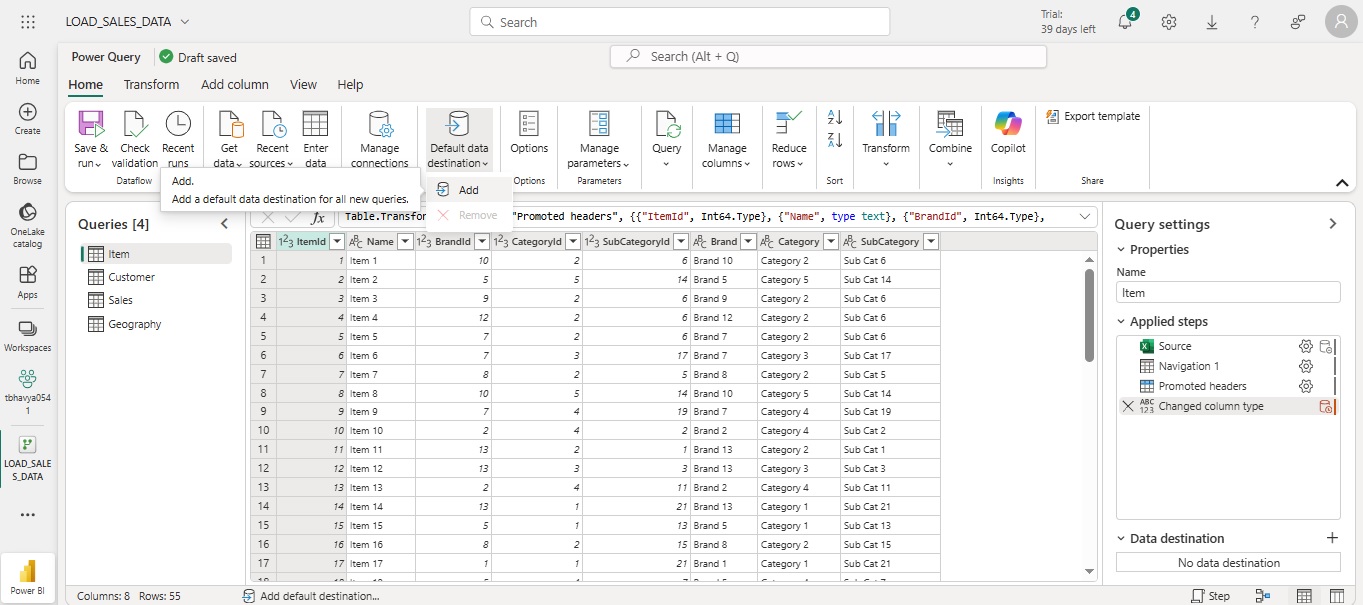 LOAD_SALES_DATA
Search
Trial:
39 days left
4
Power Query
Draft saved
Search (Alt + Q)
Home Transform Add column View Help
Save & run
Check validation
Recent runs
Get data
Recent sources
Enter data
Manage connections
Default data destination
Options
Manage parameters
Query
Manage columns
Reduce rows
Transform
Combine
Copilot
Export template
Dataflow
Options
Parameters
Sort
Insights
Share
Add.
Add a default data destination for all new queries.
Add
Remove
Home
Create
Browse
OneLake
catalog
Apps
Workspaces
tbhavya054
1
LOAD_SALE
S_DATA
Power BI
Queries [4]
Item
Customer
Sales
Geography
fx Table.Transfor "Promoted headers", {{"ItemId", Int64.Type}, {"Name", type text}, {"BrandId", Int64.Type},
ItemId Name BrandId CategoryId SubCategoryId Brand Category SubCategory
1 1 Item 1 10 2 6 Brand 10 Category 2 Sub Cat 6
2 2 Item 2 5 5 14 Brand 5 Category 5 Sub Cat 14
3 3 Item 3 9 2 6 Brand 9 Category 2 Sub Cat 6
4 4 Item 4 12 2 6 Brand 12 Category 2 Sub Cat 6
5 5 Item 5 7 2 6 Brand 7 Category 2 Sub Cat 6
6 6 Item 6 7 3 17 Brand 7 Category 3 Sub Cat 17
7 7 Item 7 8 2 5 Brand 8 Category 2 Sub Cat 5
8 8 Item 8 10 5 14 Brand 10 Category 5 Sub Cat 14
9 9 Item 9 7 4 19 Brand 7 Category 4 Sub Cat 19
10 10 Item 10 2 4 2 Brand 2 Category 4 Sub Cat 2
11 11 Item 11 13 2 1 Brand 13 Category 2 Sub Cat 1
12 12 Item 12 13 3 3 Brand 13 Category 3 Sub Cat 3
13 13 Item 13 2 4 11 Brand 2 Category 4 Sub Cat 11
14 14 Item 14 13 1 21 Brand 13 Category 1 Sub Cat 21
15 15 Item 15 5 1 13 Brand 5 Category 1 Sub Cat 13
16 16 Item 16 8 2 15 Brand 8 Category 2 Sub Cat 15
17 17 Item 17 1 1 21 Brand 1 Category 1 Sub Cat 21
Query settings
Properties
Name
Item
Applied steps
Source
Navigation 1
Promoted headers
Changed column type
Data destination
No data destination
Columns: 8 Rows: 55
Add default destination...
Step